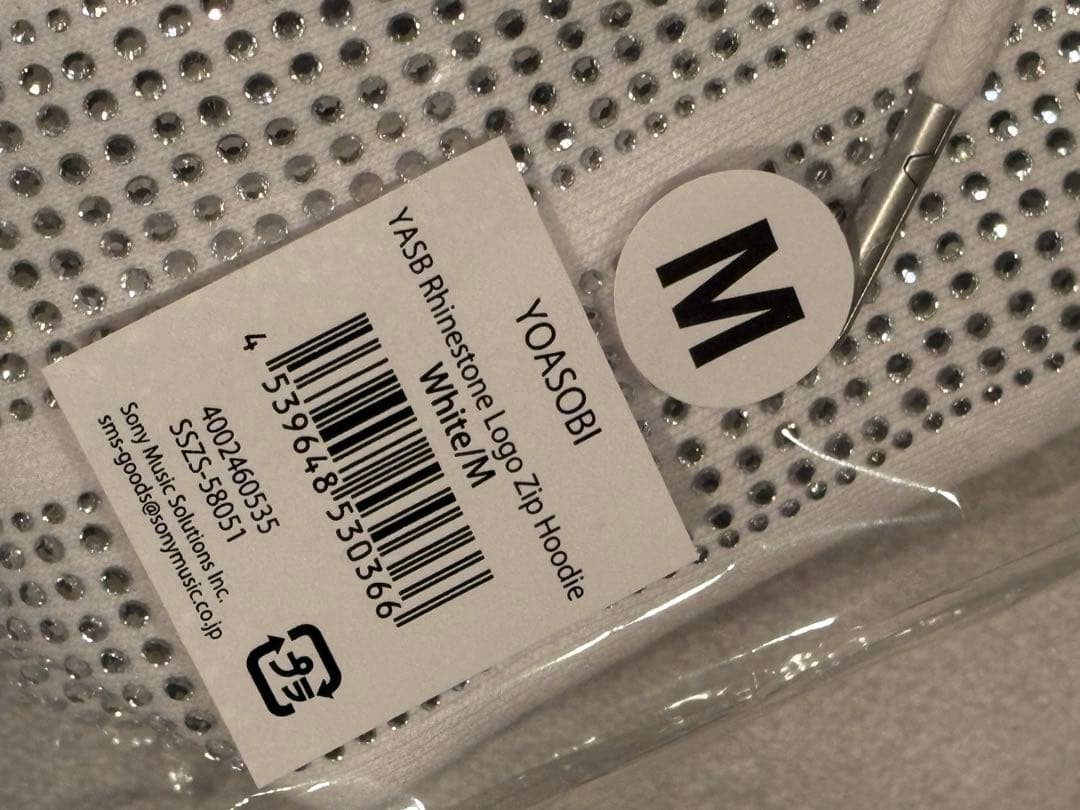 YOASOBI
YASB Rhinestone Logo Zip Hoodie
White/M
4 539648 530366
4002460535
SSZS-58051
Sony Music Solutions Inc.
sms-goods@sonymusic.co.jp
プラ
M